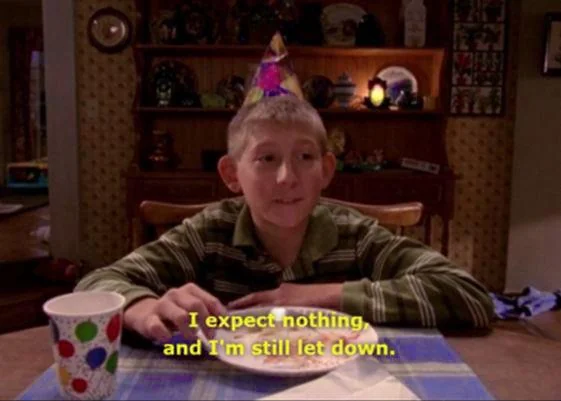 I expect nothing,
and I'm still let down.